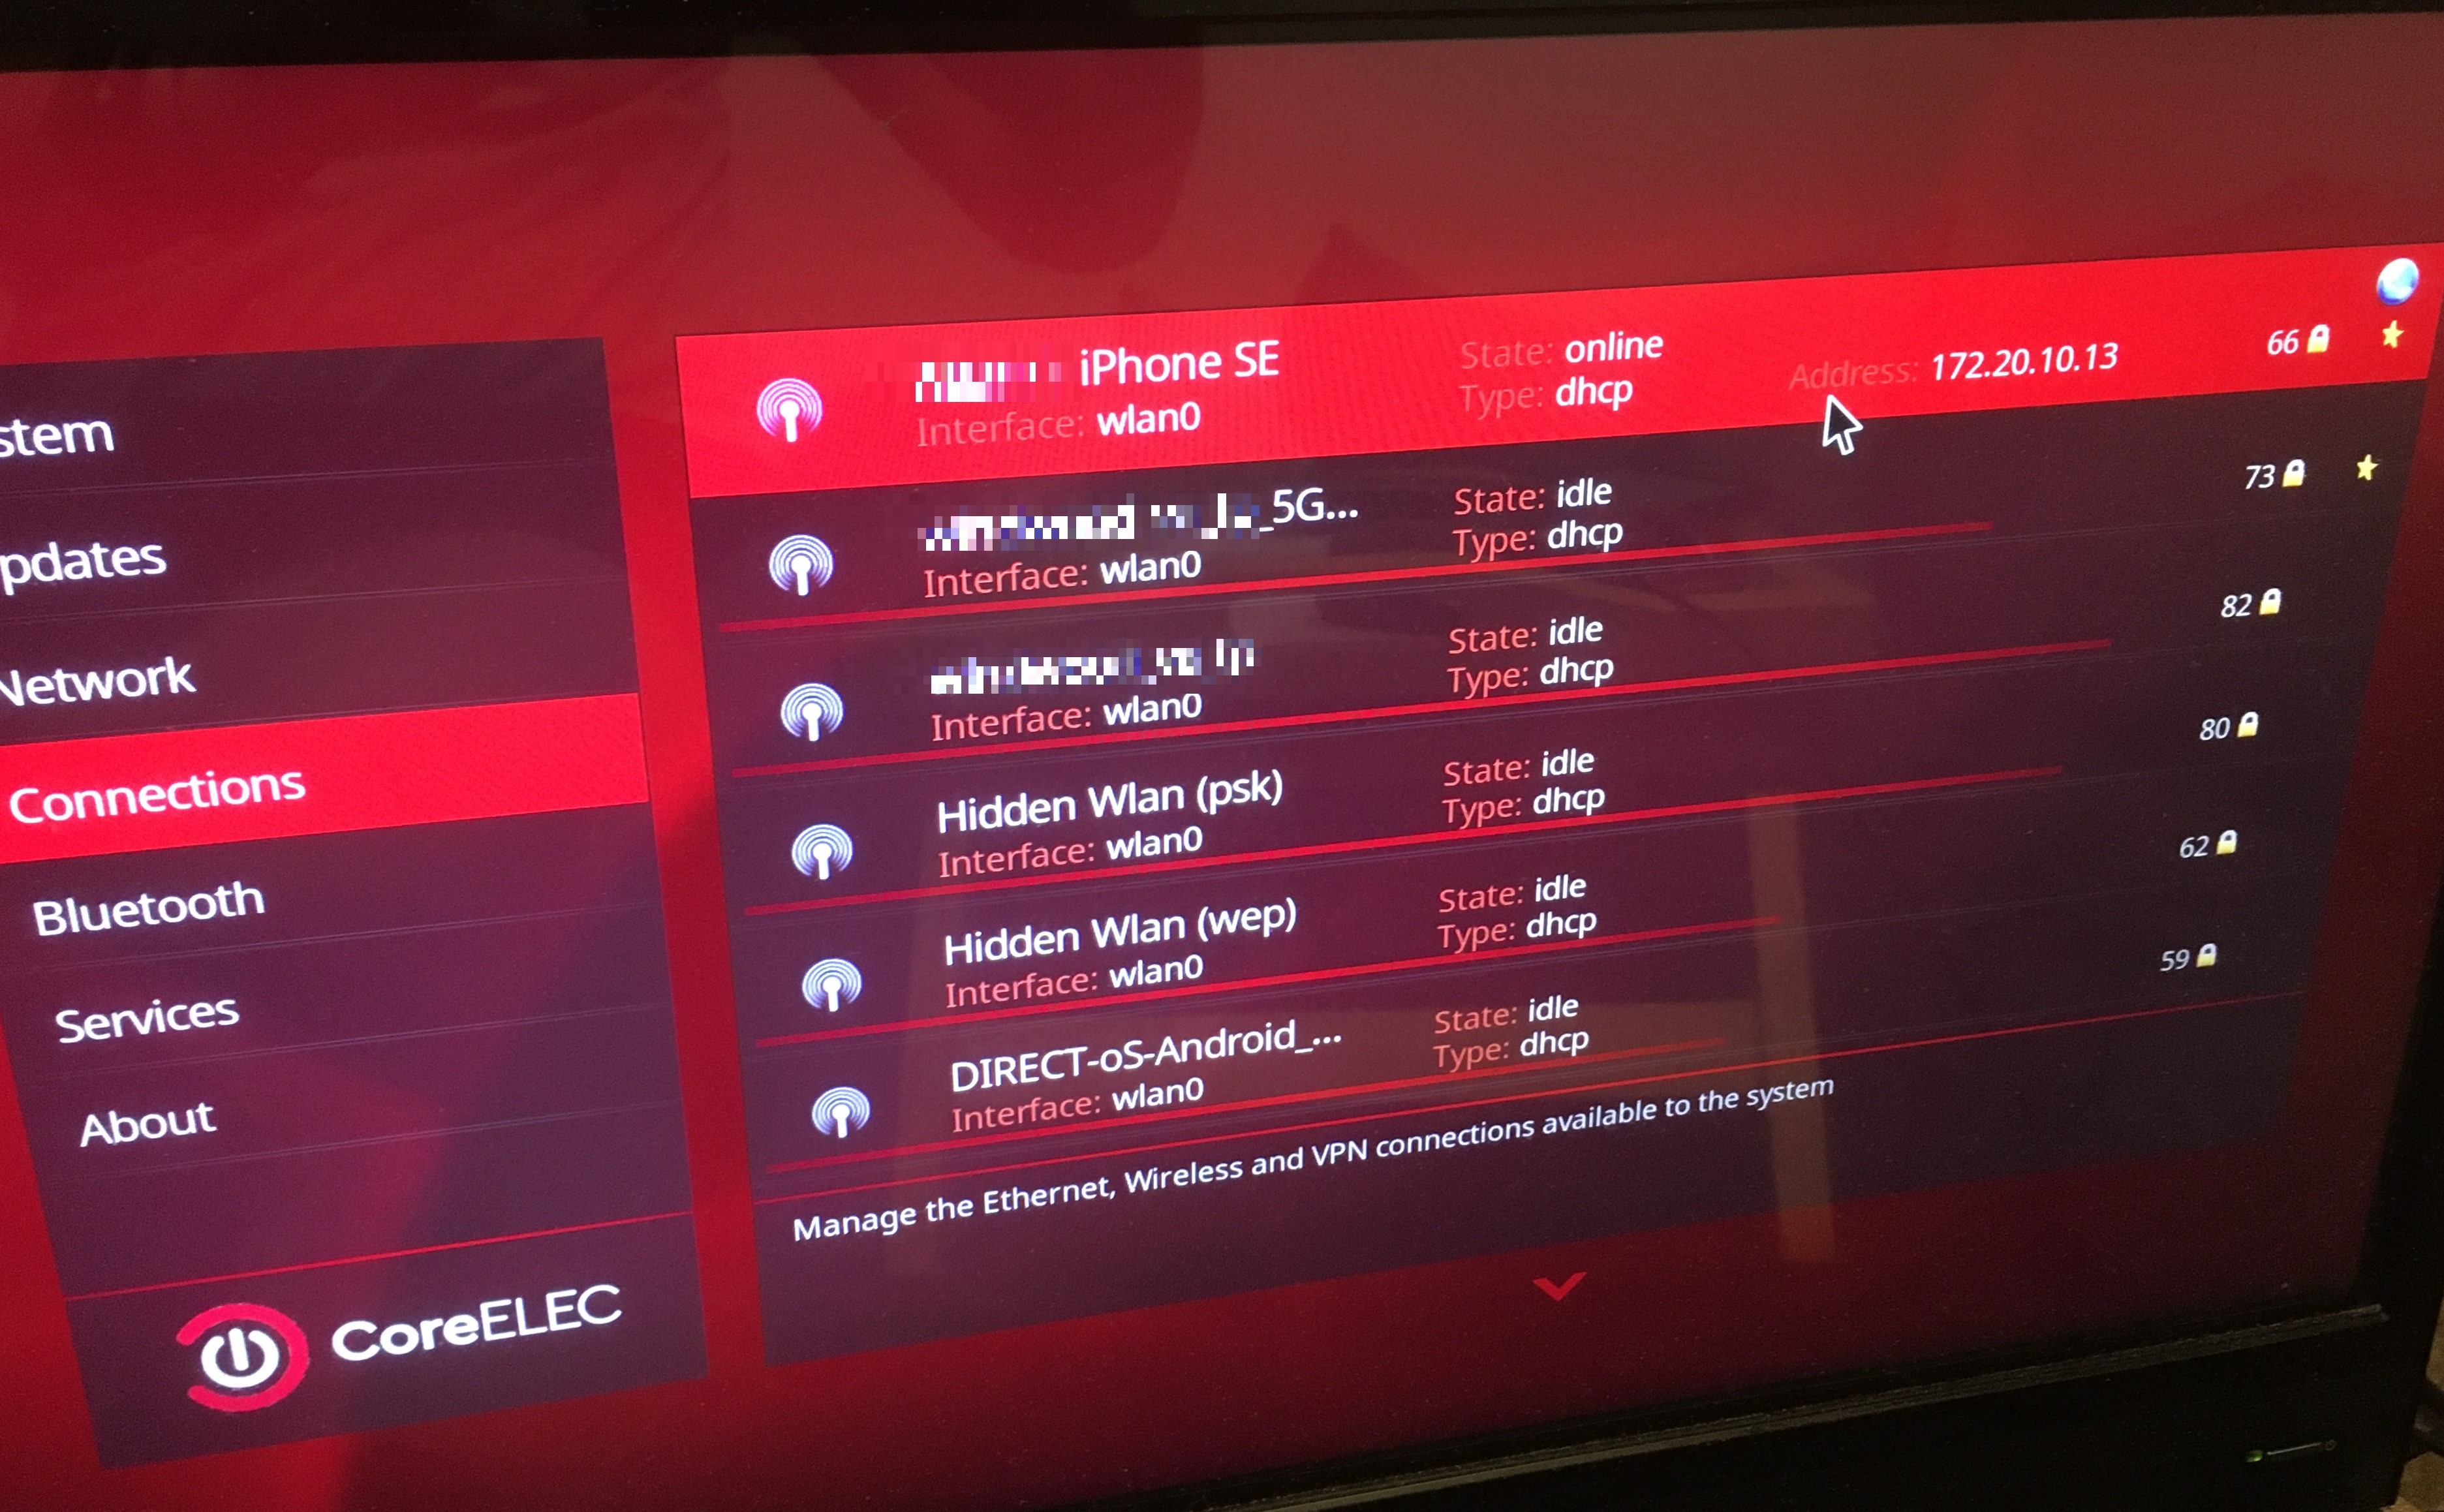 stem
pdates
Network
Connections
Bluetooth
Services
About
CoreELEC
iPhone SE
Interface: wlan0
State: online
Type: dhcp
Address: 172.20.10.13
66
_5G...
Interface: wlan0
State: idle
Type: dhcp
73
Interface: wlan0
State: idle
Type: dhcp
82
Hidden Wlan (psk)
Interface: wlan0
State: idle
Type: dhcp
80
Hidden Wlan (wep)
Interface: wlan0
State: idle
Type: dhcp
62
DIRECT-oS-Android_...
Interface: wlan0
State: idle
Type: dhcp
59
Manage the Ethernet, Wireless and VPN connections available to the system